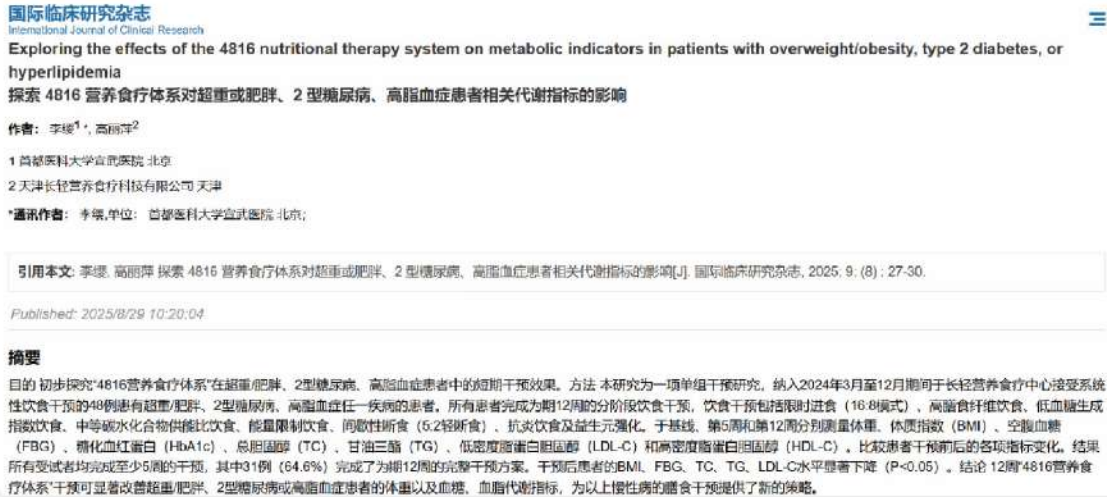 国际临床研究杂志
International Journal of Clinical Research
Exploring the effects of the 4816 nutritional therapy system on metabolic indicators in patients with overweight/obesity, type 2 diabetes, or
hyperlipidemia
探索 4816 营养食疗体系对超重或肥胖、2 型糖尿病、高脂血症患者相关代谢指标的影响
作者: 李缨1 *, 高丽萍2
1 首都医科大学宣武医院 北京
2 天津长轻营养食疗科技有限公司 天津
*通讯作者: 李缨,单位: 首都医科大学宣武医院 北京;
引用本文: 李缨, 高丽萍 探索 4816 营养食疗体系对超重或肥胖、2 型糖尿病、高脂血症患者相关代谢指标的影响[J]. 国际临床研究杂志, 2025; 9; (8) : 27-30.
Published: 2025/8/29 10:20:04
摘要
目的 初步探究“4816营养食疗体系”在超重/肥胖、2型糖尿病、高脂血症患者中的短期干预效果。方法 本研究为一项单组干预研究，纳入2024年3月至12月期间于长轻营养食疗中心接受系统
性饮食干预的48例患有超重/肥胖、2型糖尿病、高脂血症任一疾病的患者。所有患者完成为期12周的分阶段饮食干预，饮食干预包括限时进食（16:8模式）、高膳食纤维饮食、低血糖生成
指数饮食、中等碳水化合物供能比饮食、能量限制饮食、间歇性断食（5:2轻断食）、抗炎饮食及益生元强化。于基线、第5周和第12周分别测量体重、体质指数（BMI）、空腹血糖
（FBG）、糖化血红蛋白（HbA1c）、总胆固醇（TC）、甘油三酯（TG）、低密度脂蛋白胆固醇（LDL-C）和高密度脂蛋白胆固醇（HDL-C）。比较患者干预前后的各项指标变化。结果
所有受试者均完成至少5周的干预，其中31例（64.6%）完成了为期12周的完整干预方案。干预后患者的BMI、FBG、TC、TG、LDL-C水平显著下降（P<0.05）。结论 12周“4816营养食
疗体系”干预可显著改善超重/肥胖、2型糖尿病或高脂血症患者的体重以及血糖、血脂代谢指标，为以上慢性病的膳食干预提供了新的策略。